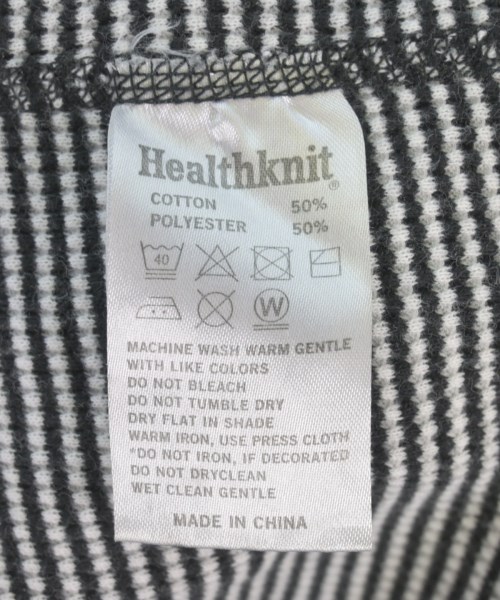 Healthknit®
COTTON 50%
POLYESTER 50%
40
W
MACHINE WASH WARM GENTLE
WITH LIKE COLORS
DO NOT BLEACH
DO NOT TUMBLE DRY
DRY FLAT IN SHADE
WARM IRON, USE PRESS CLOTH
*DO NOT IRON, IF DECORATED
DO NOT DRYCLEAN
WET CLEAN GENTLE
MADE IN CHINA